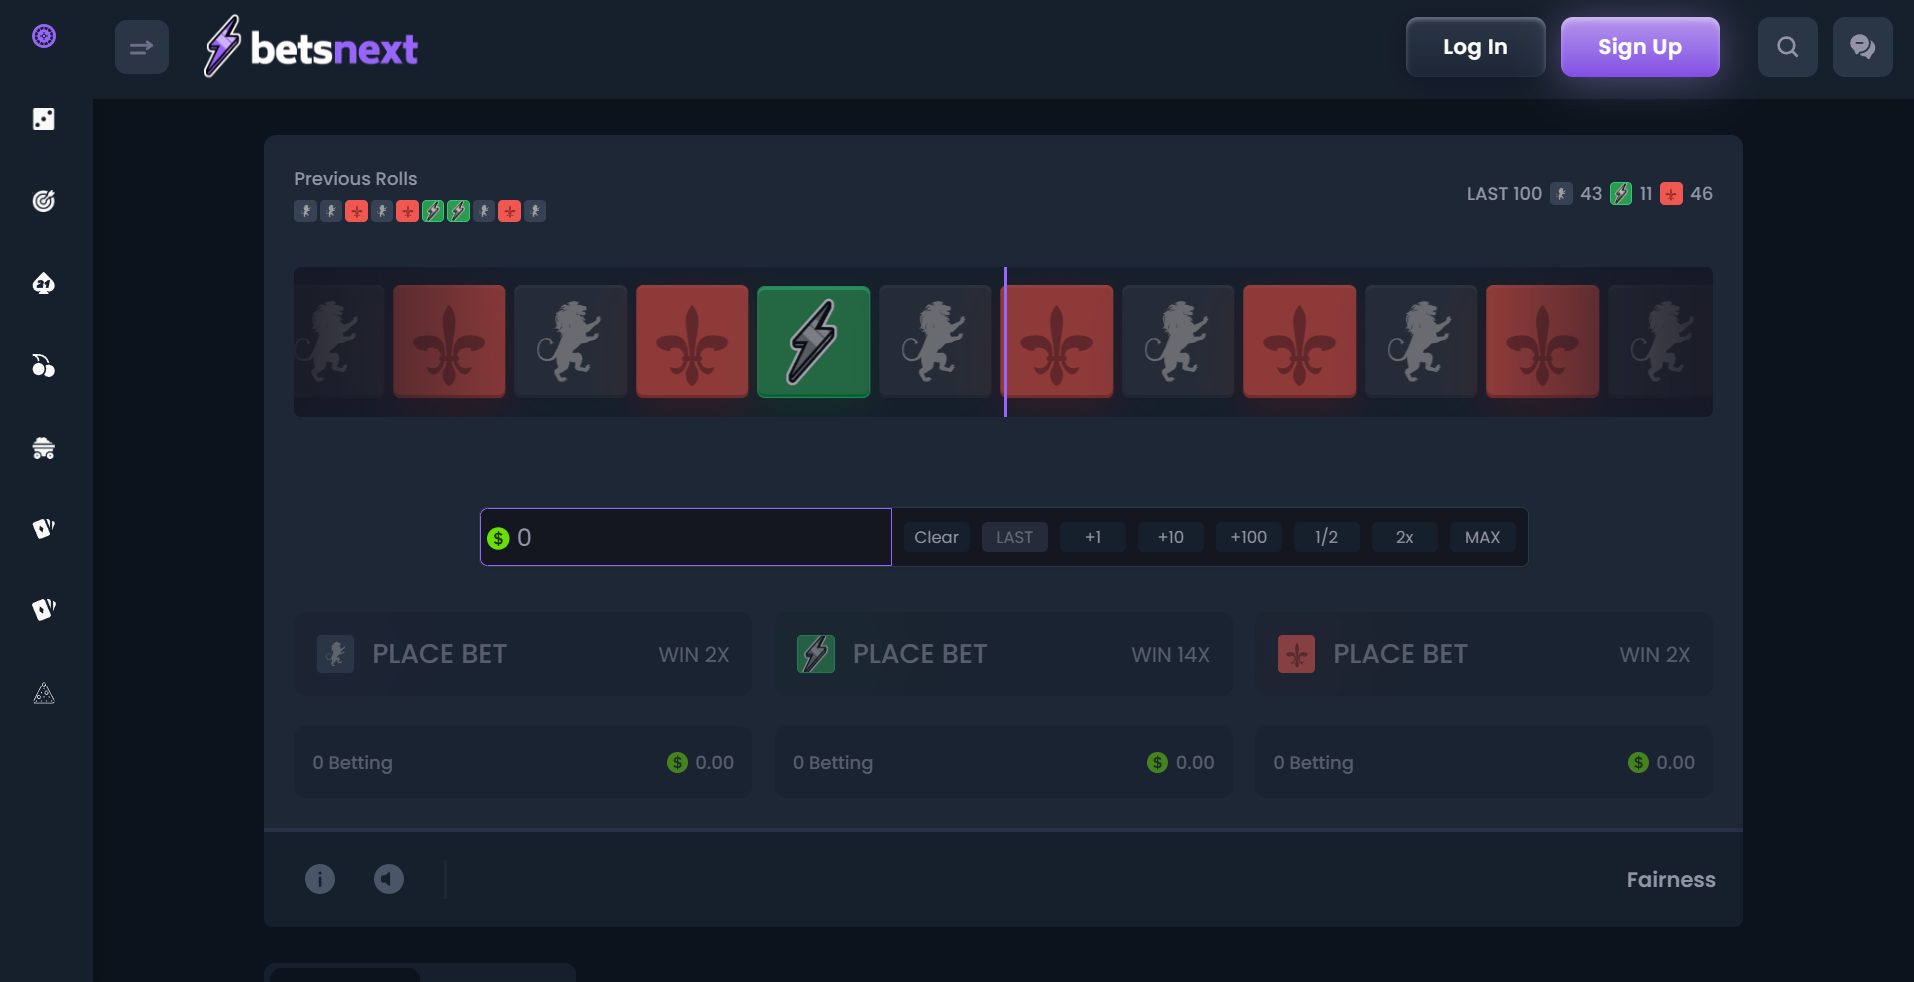 betsnext
Log In
Sign Up
21
Previous Rolls
LAST 100 43 11 46
$ 0
Clear
LAST
+1
+10
+100
1/2
2x
MAX
PLACE BET WIN 2X
PLACE BET WIN 14X
PLACE BET WIN 2X
0 Betting $ 0.00
0 Betting $ 0.00
0 Betting $ 0.00
i
Fairness